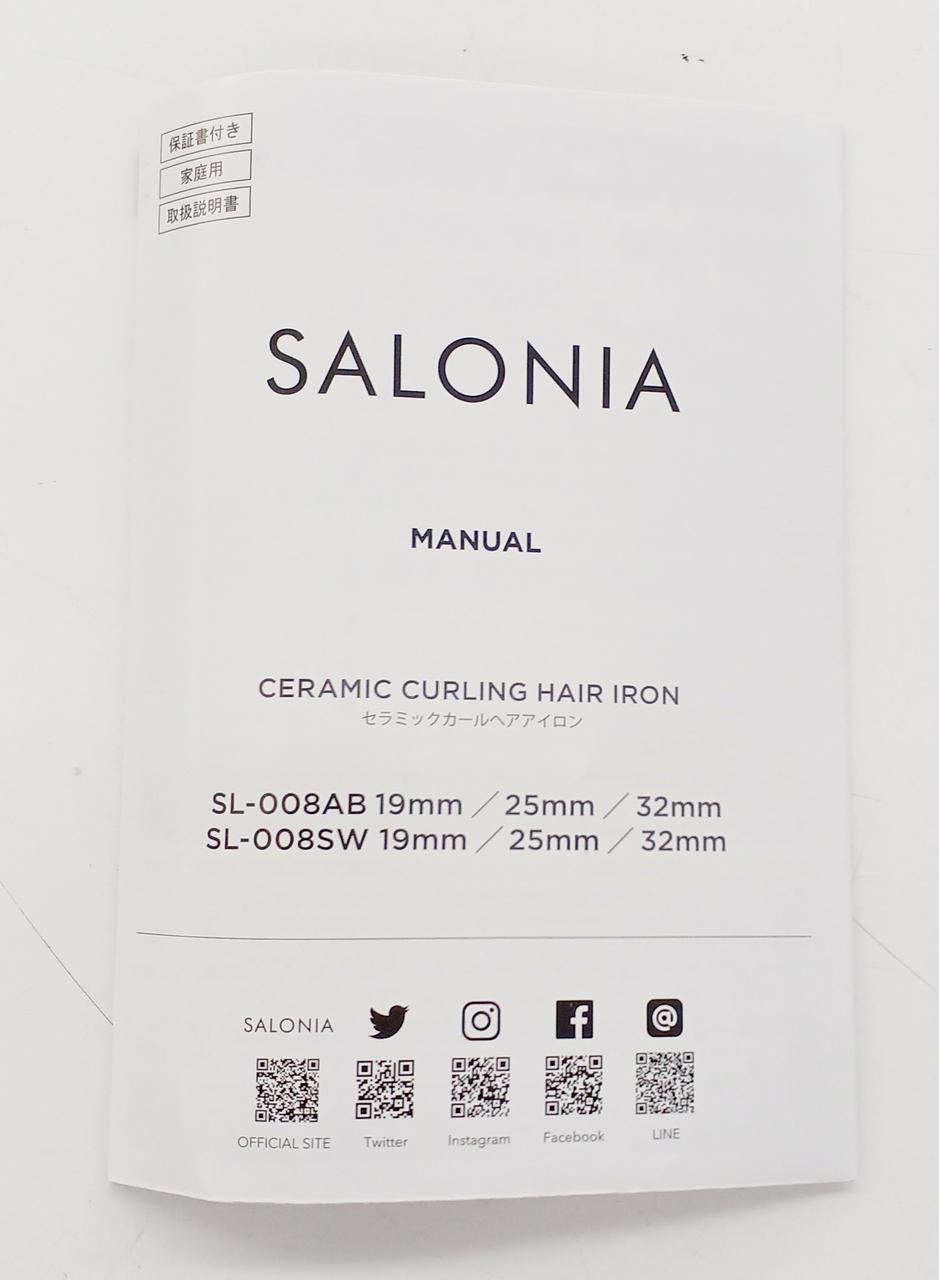 保証書付き
家庭用
取扱説明書
SALONIA
MANUAL
CERAMIC CURLING HAIR IRON
セラミックカールヘアアイロン
SL-008AB 19mm ／ 25mm ／ 32mm
SL-008SW 19mm ／ 25mm ／ 32mm
SALONIA
OFFICIAL SITE Twitter Instagram Facebook LINE